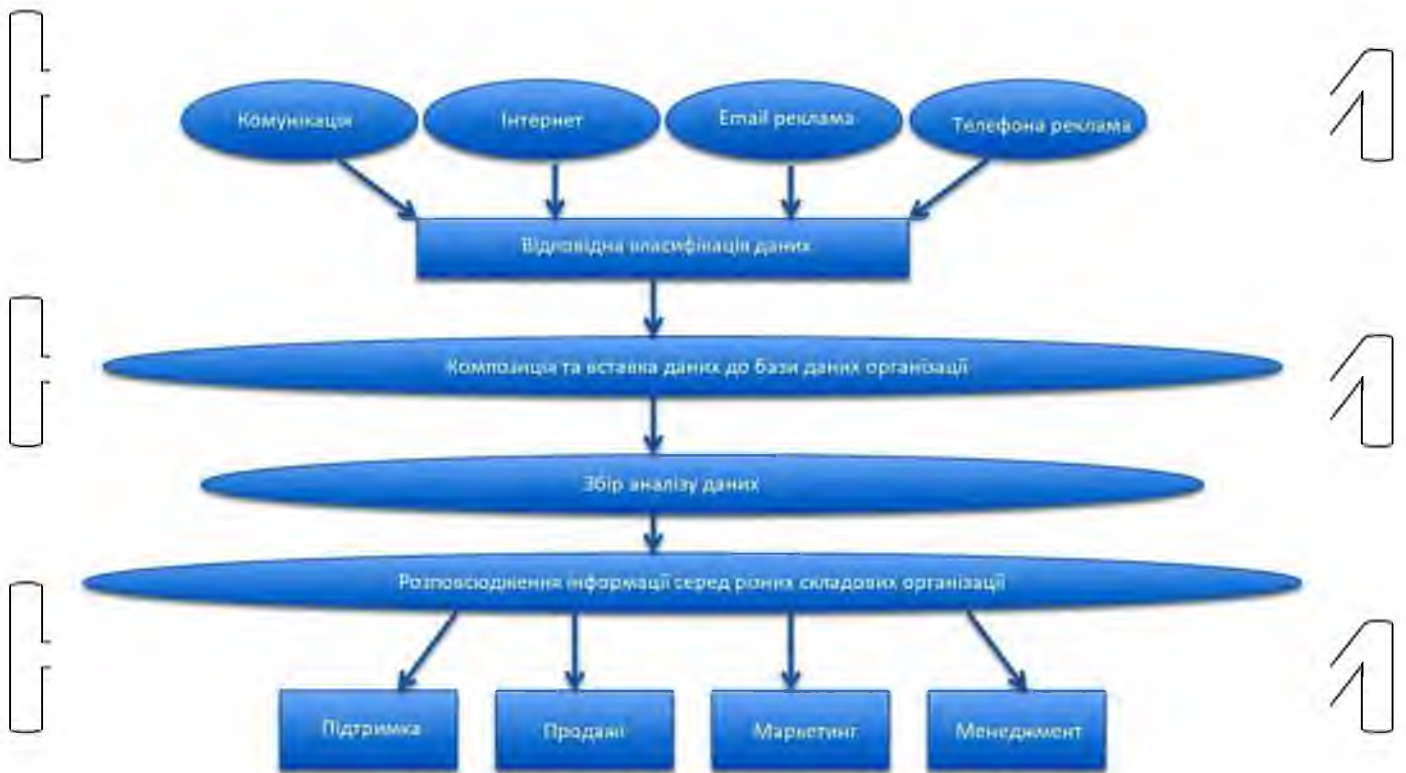 Комунікація
Інтернет
Email реклама
Телефона реклама
Відповідна класифікація даних
Композиція та вставка даних до бази даних організації
Збір аналізу даних
Розповсюдження інформації серед різних складових організації
Підтримка
Продажі
Маркетинг
Менеджмент